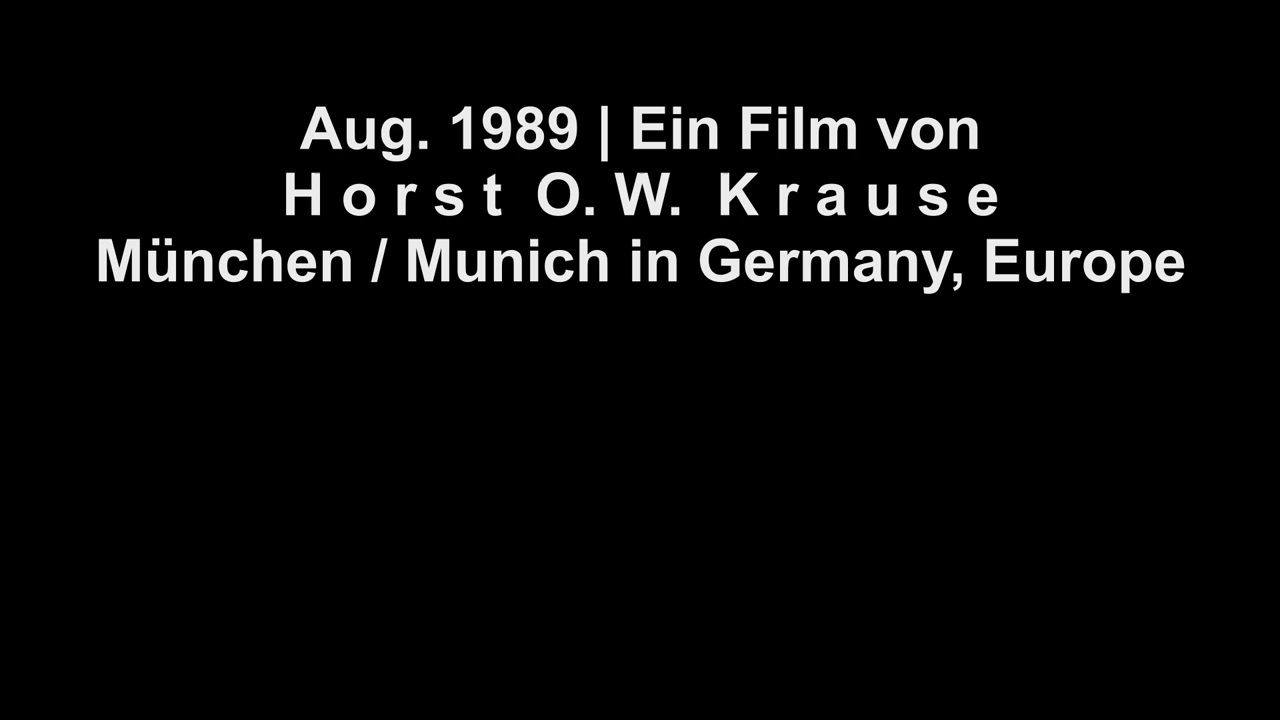 Aug. 1989 | Ein Film von
H o r s t  O. W.  K r a u s e
München / Munich in Germany, Europe